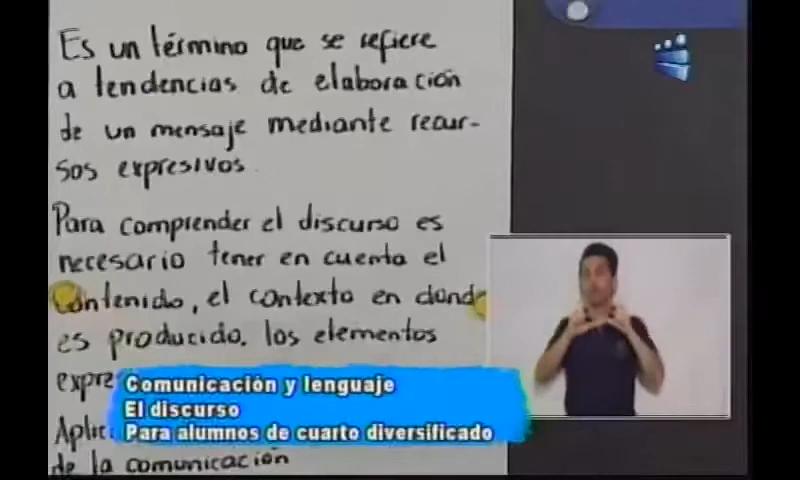 Es un término que se refiere
a tendencias de elaboración
de un mensaje mediante recur-
sos expresivos
Para comprender el discurso es
necesario tener en cuenta el
contenido, el contexto en donde
es producido, los elementos
expre
Aplic
de la comunicación
Comunicación y lenguaje
El discurso
Para alumnos de cuarto diversificado